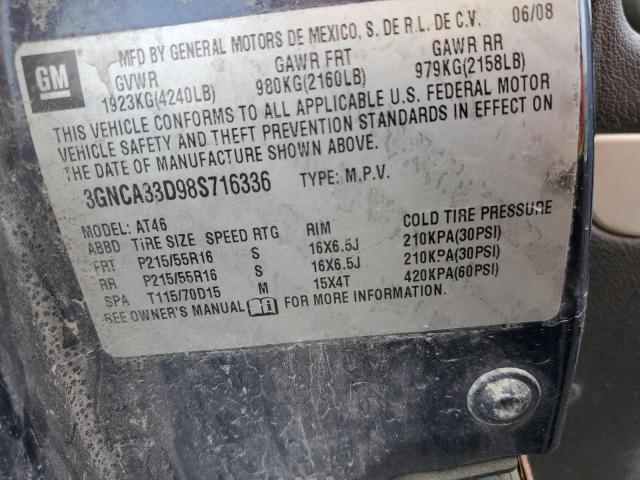 GM
MFD BY GENERAL MOTORS DE MEXICO, S. DE R.L. DE C.V. 06/08
GVWR GAWR FRT GAWR RR
1923KG(4240LB) 980KG(2160LB) 979KG(2158LB)
THIS VEHICLE CONFORMS TO ALL APPLICABLE U.S. FEDERAL MOTOR
VEHICLE SAFETY AND THEFT PREVENTION STANDARDS IN EFFECT ON
THE DATE OF MANUFACTURE SHOWN ABOVE.
3GNCA33D98S716336 TYPE: M.P.V.
MODEL: AT46
ABBD TIRE SIZE SPEED RTG RIM COLD TIRE PRESSURE
FRT P215/55R16 S 16X6.5J 210KPA(30PSI)
RR P215/55R16 S 16X6.5J 210KPA(30PSI)
SPA T115/70D15 M 15X4T 420KPA(60PSI)
SEE OWNER'S MANUAL FOR MORE INFORMATION.